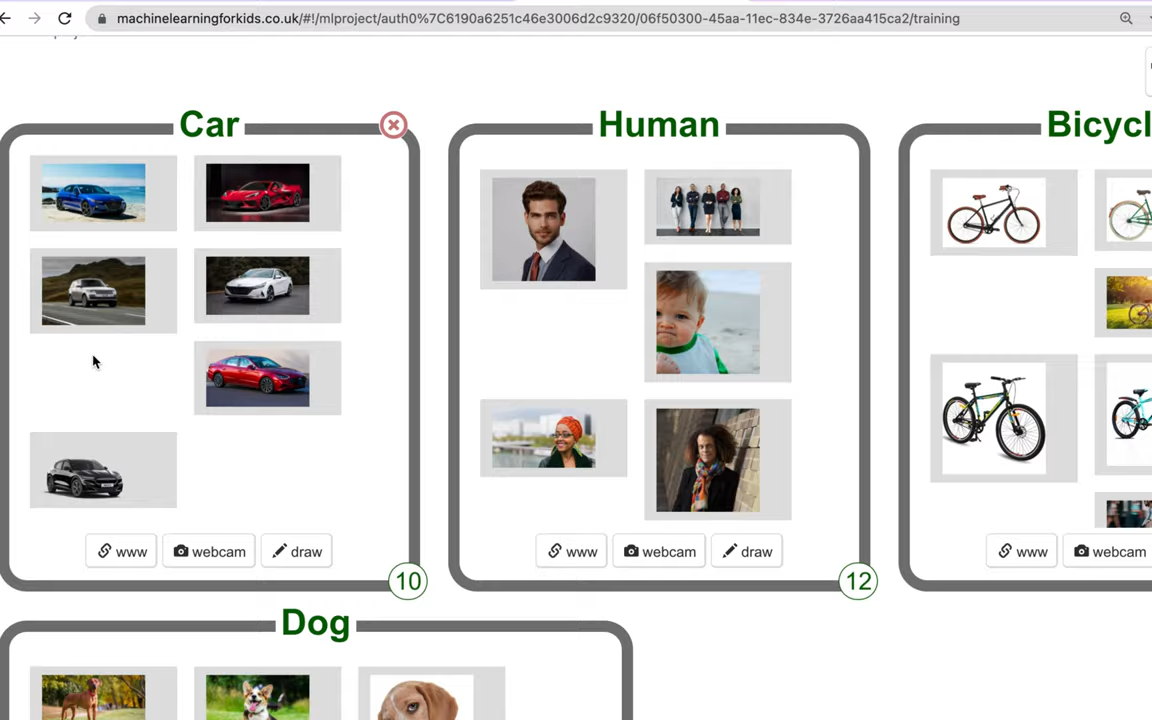 machinelearningforkids.co.uk/#!/mlproject/auth0%7C6190a6251c46e3006d2c9320/06f50300-45aa-11ec-834e-3726aa415ca2/training
Car
Human
Bicycl
www
webcam
draw
www
webcam
draw
www
webcam
10
12
Dog